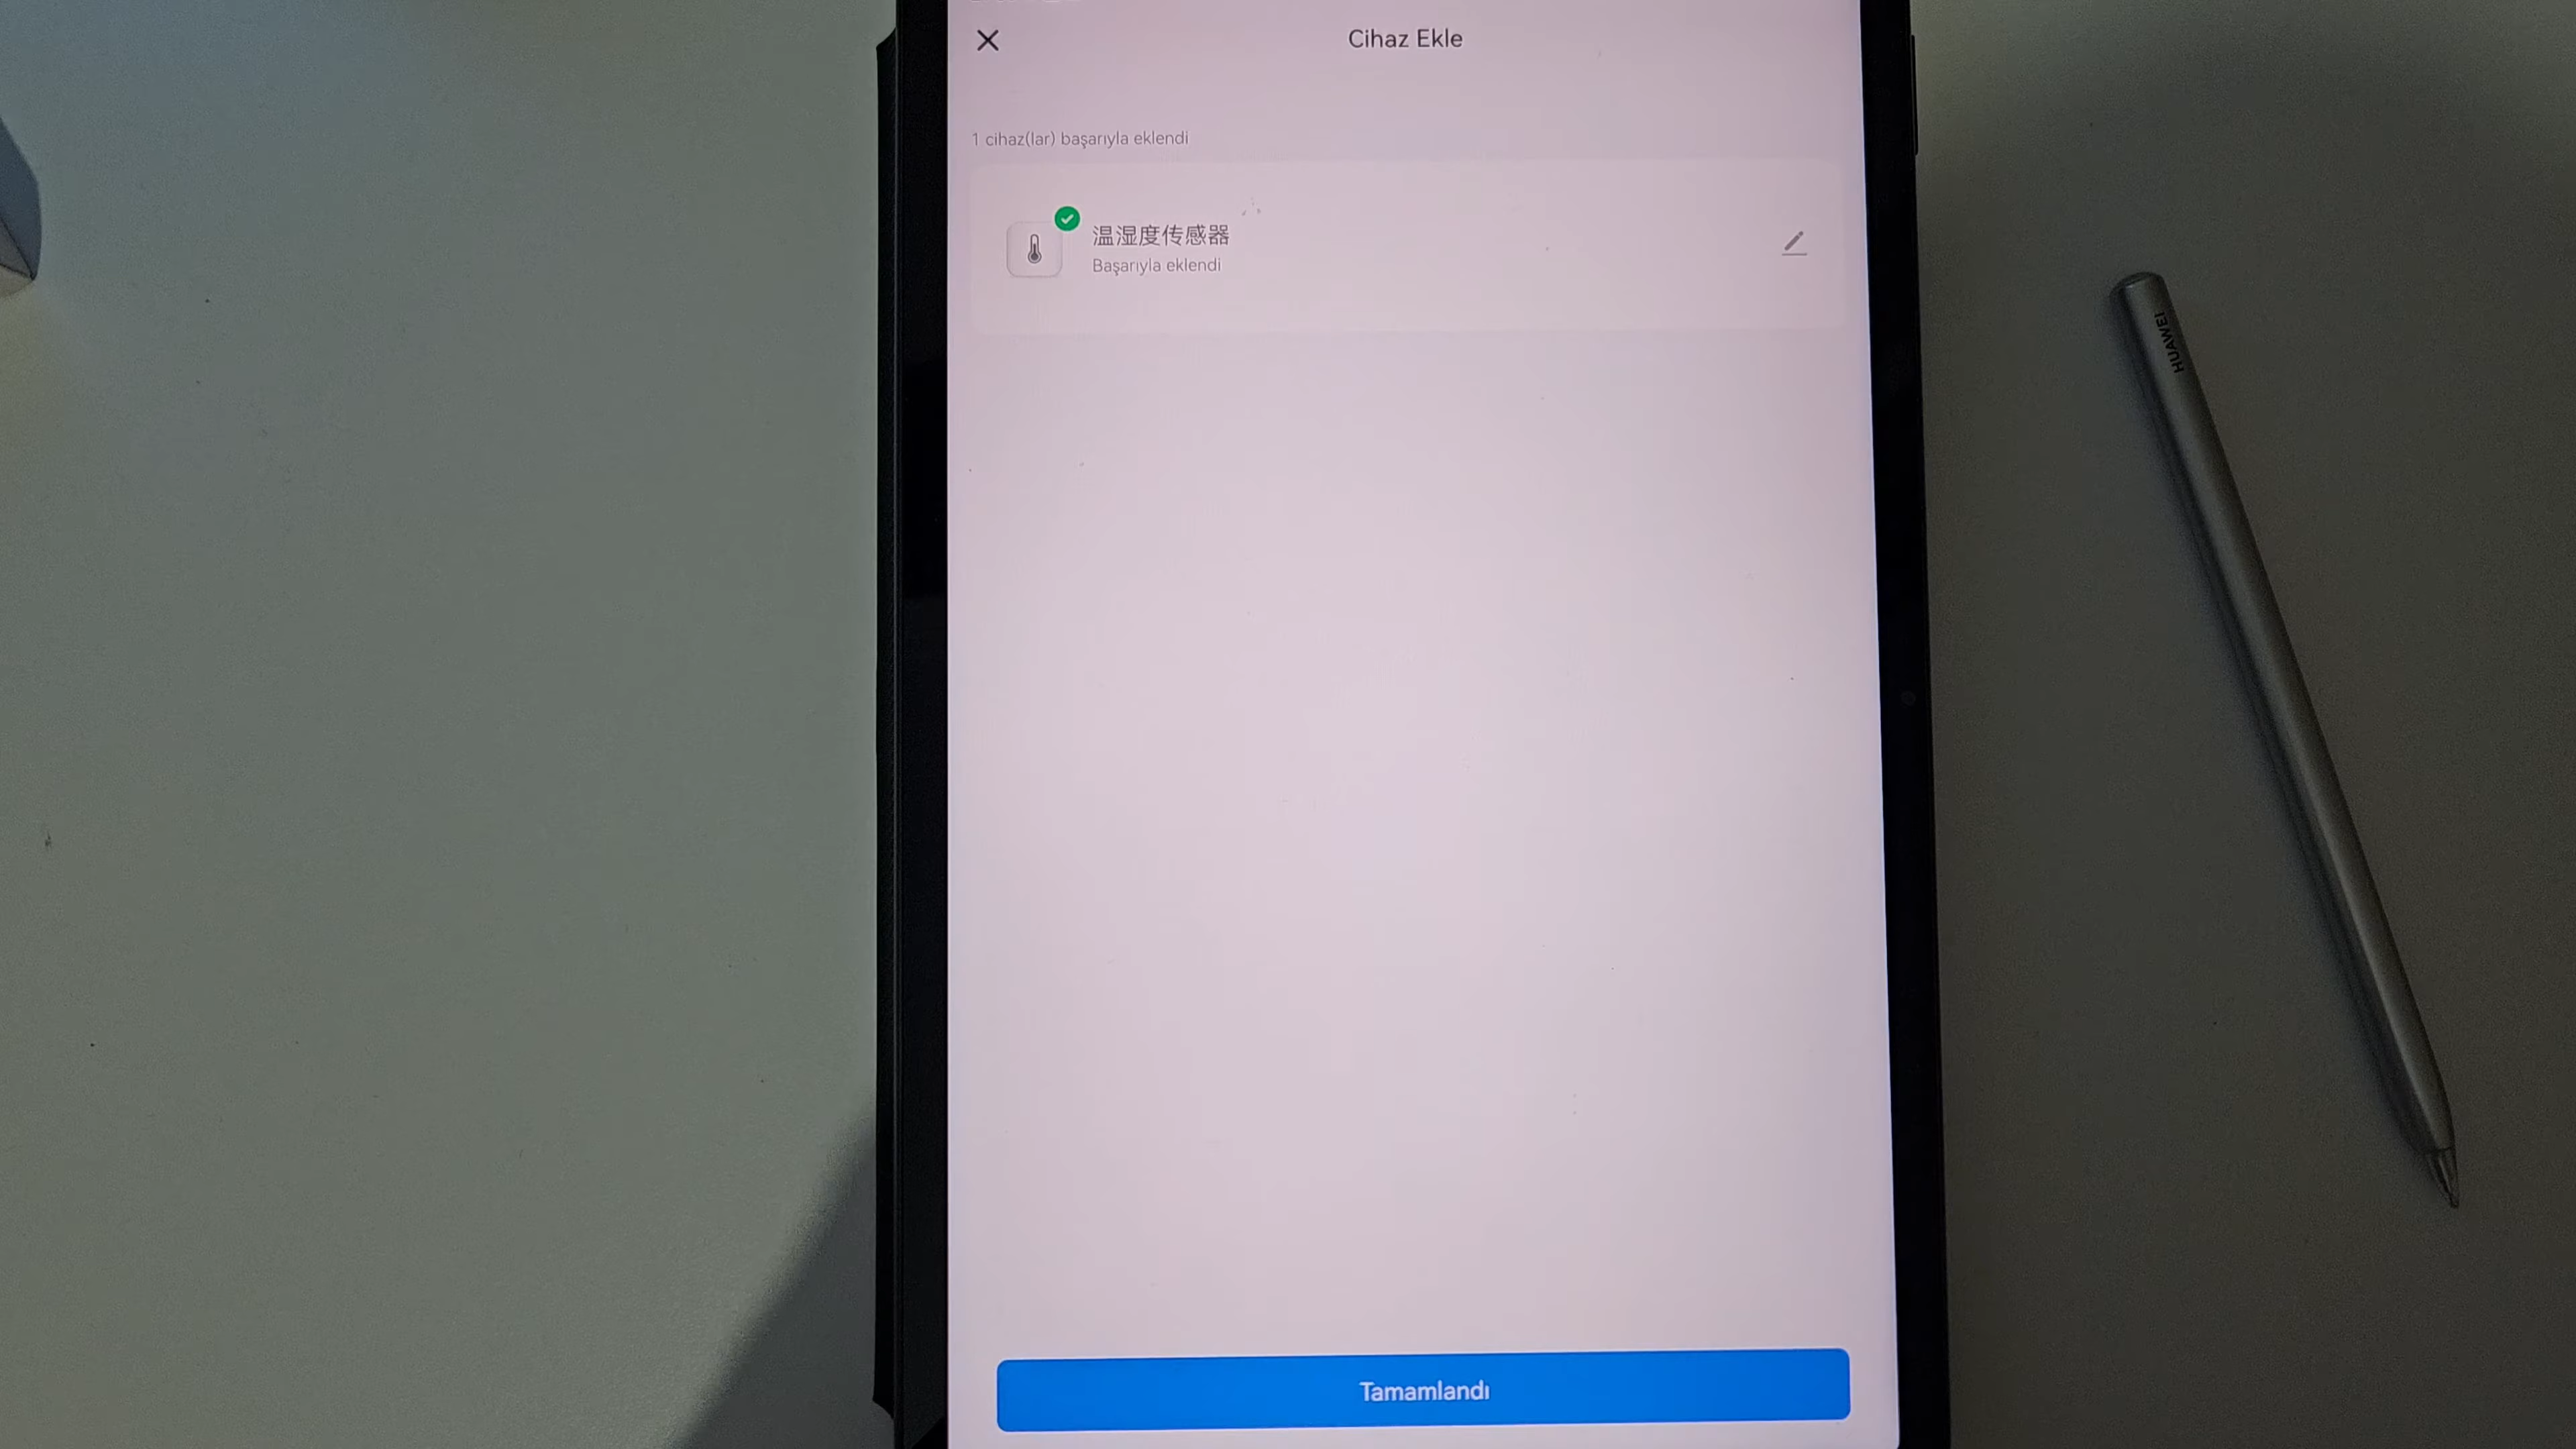 Cihaz Ekle
1 cihaz(lar) başarıyla eklendi
温湿度传感器
Başarıyla eklendi
HUAWEI
Tamamlandı